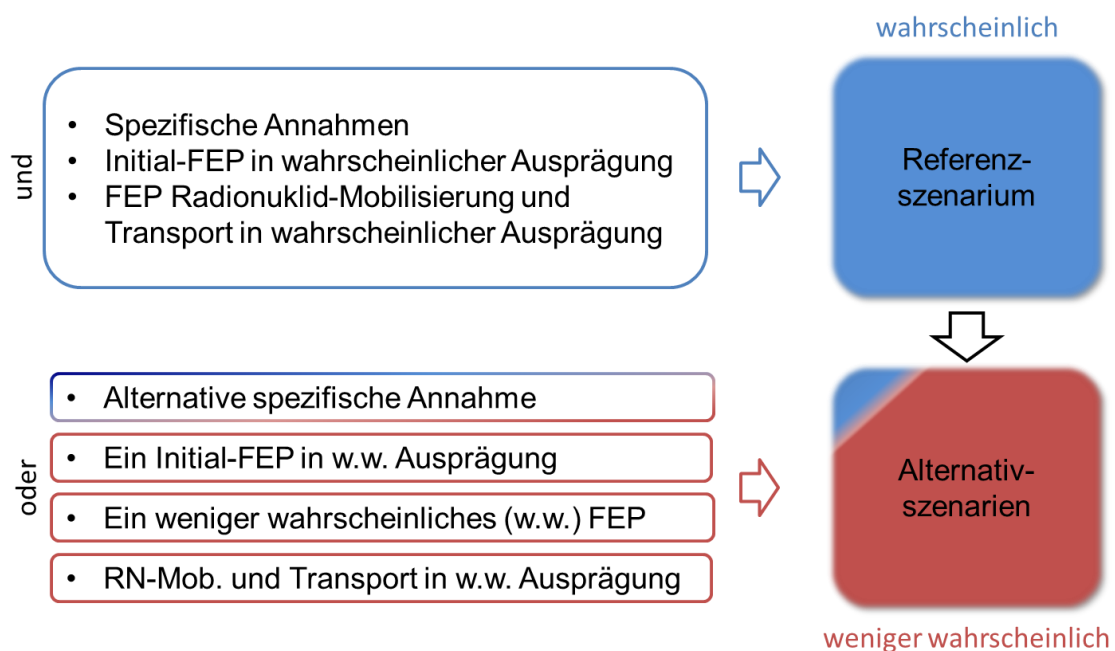 wahrscheinlich
und
• Spezifische Annahmen
• Initial-FEP in wahrscheinlicher Ausprägung
• FEP Radionuklid-Mobilisierung und
Transport in wahrscheinlicher Ausprägung
Referenz-
szenarium
oder
• Alternative spezifische Annahme
• Ein Initial-FEP in w.w. Ausprägung
• Ein weniger wahrscheinliches (w.w.) FEP
• RN-Mob. und Transport in w.w. Ausprägung
Alternativ-
szenarien
weniger wahrscheinlich